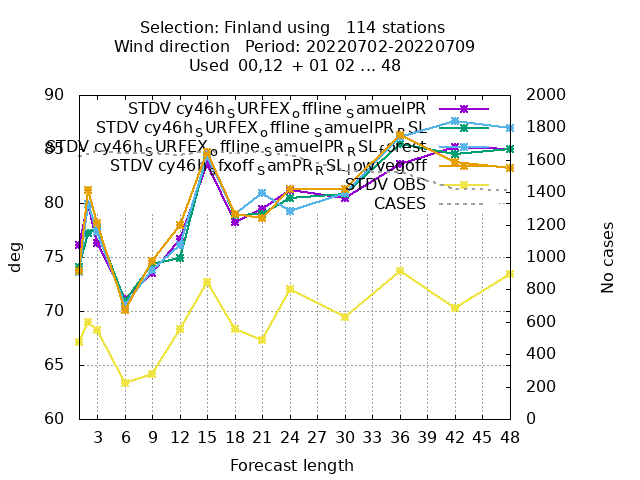 Selection: Finland using 114 stations
Wind direction Period: 20220702-20220709
Used 00,12 + 01 02 ... 48
90
85
80
75
70
65
60
deg
2000
1800
1600
1400
1200
1000
800
600
400
200
0
No cases
STDV cy46h_SURFEX_offline_SamuelPR
STDV cy46h_SURFEX_offline_SamuelPR_RSL
STDV cy46h_SURFEX_offline_SamuelPR_RSL_forest
STDV cy46h_sfxoff_SamPR_RSL_lowvegoff
STDV OBS
CASES
3 6 9 12 15 18 21 24 27 30 33 36 39 42 45 48
Forecast length